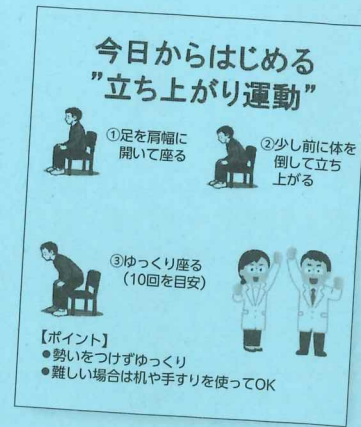 今日からはじめる
”立ち上がり運動”
①足を肩幅に
開いて座る
②少し前に体を
倒して立ち
上がる
③ゆっくり座る
（10回を目安）
【ポイント】
●勢いをつけずゆっくり
●難しい場合は机や手すりを使ってOK